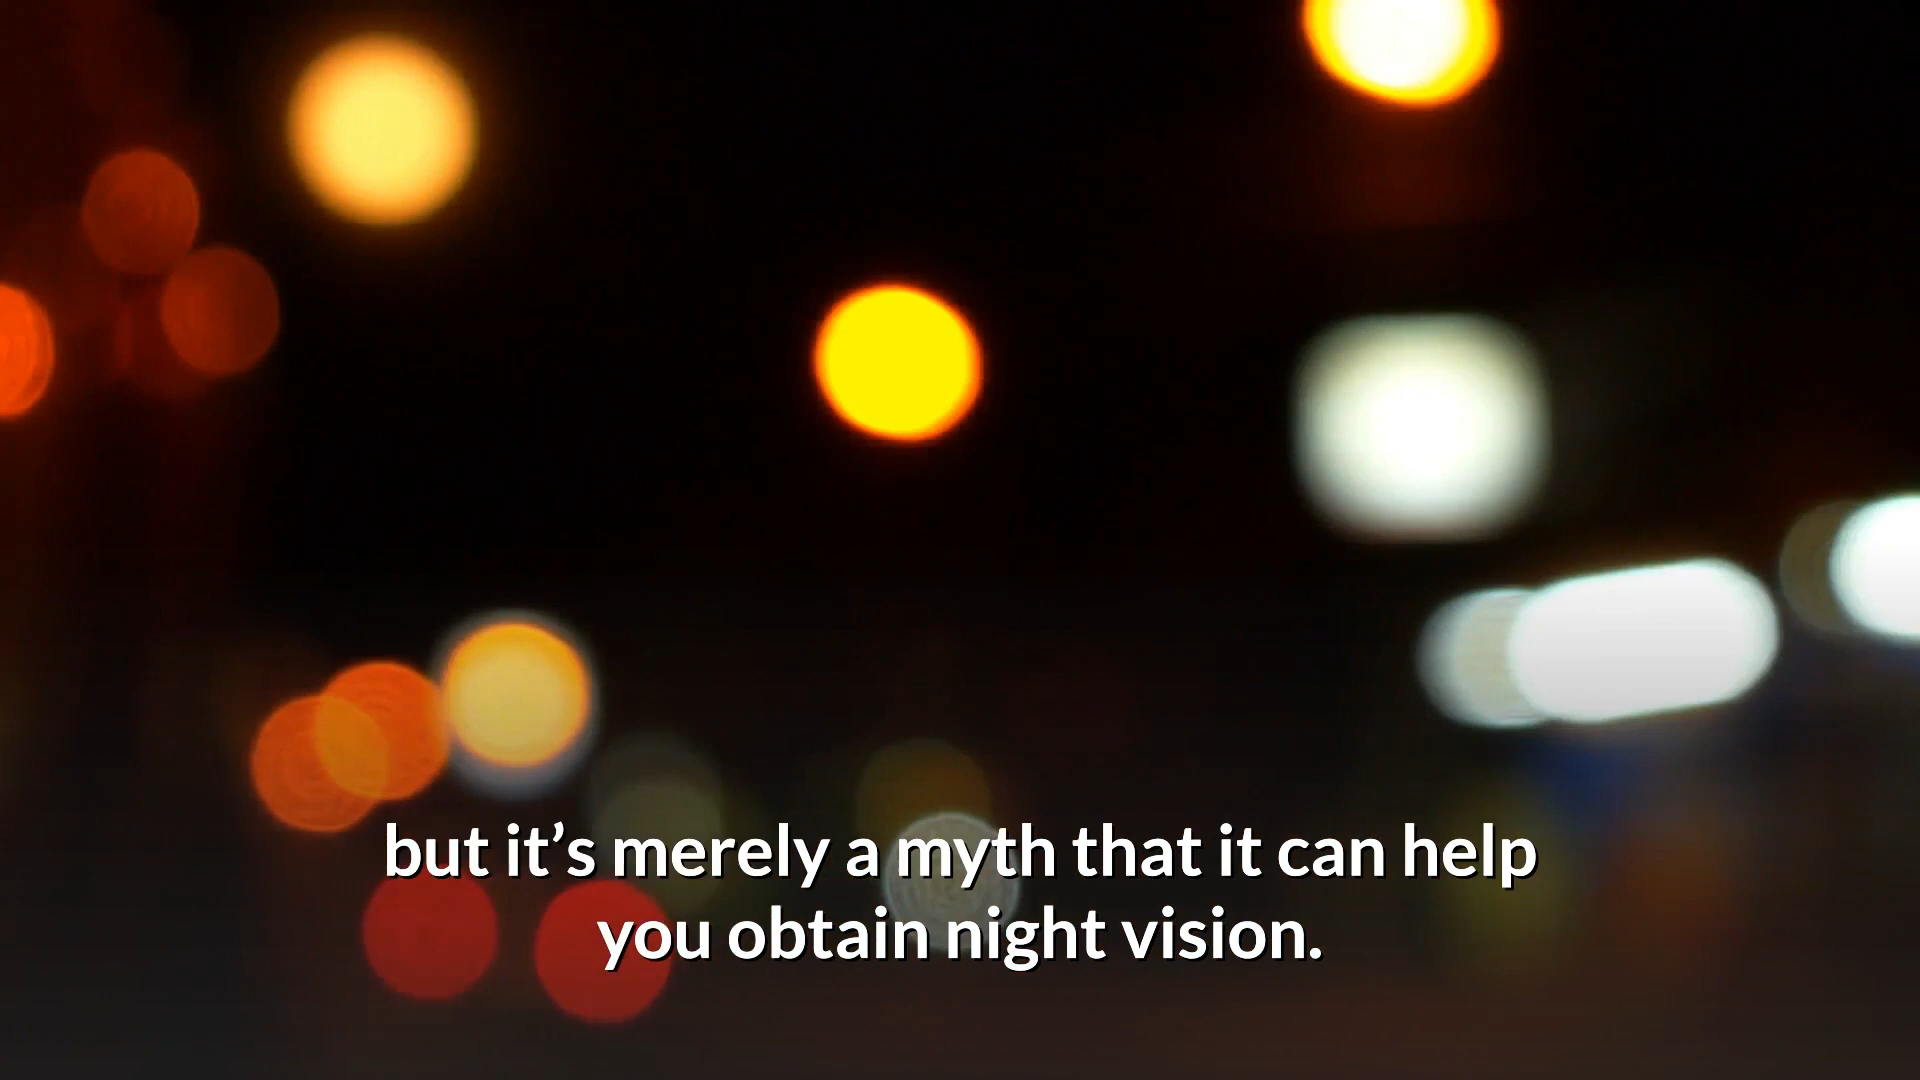 but it’s merely a myth that it can help
you obtain night vision.